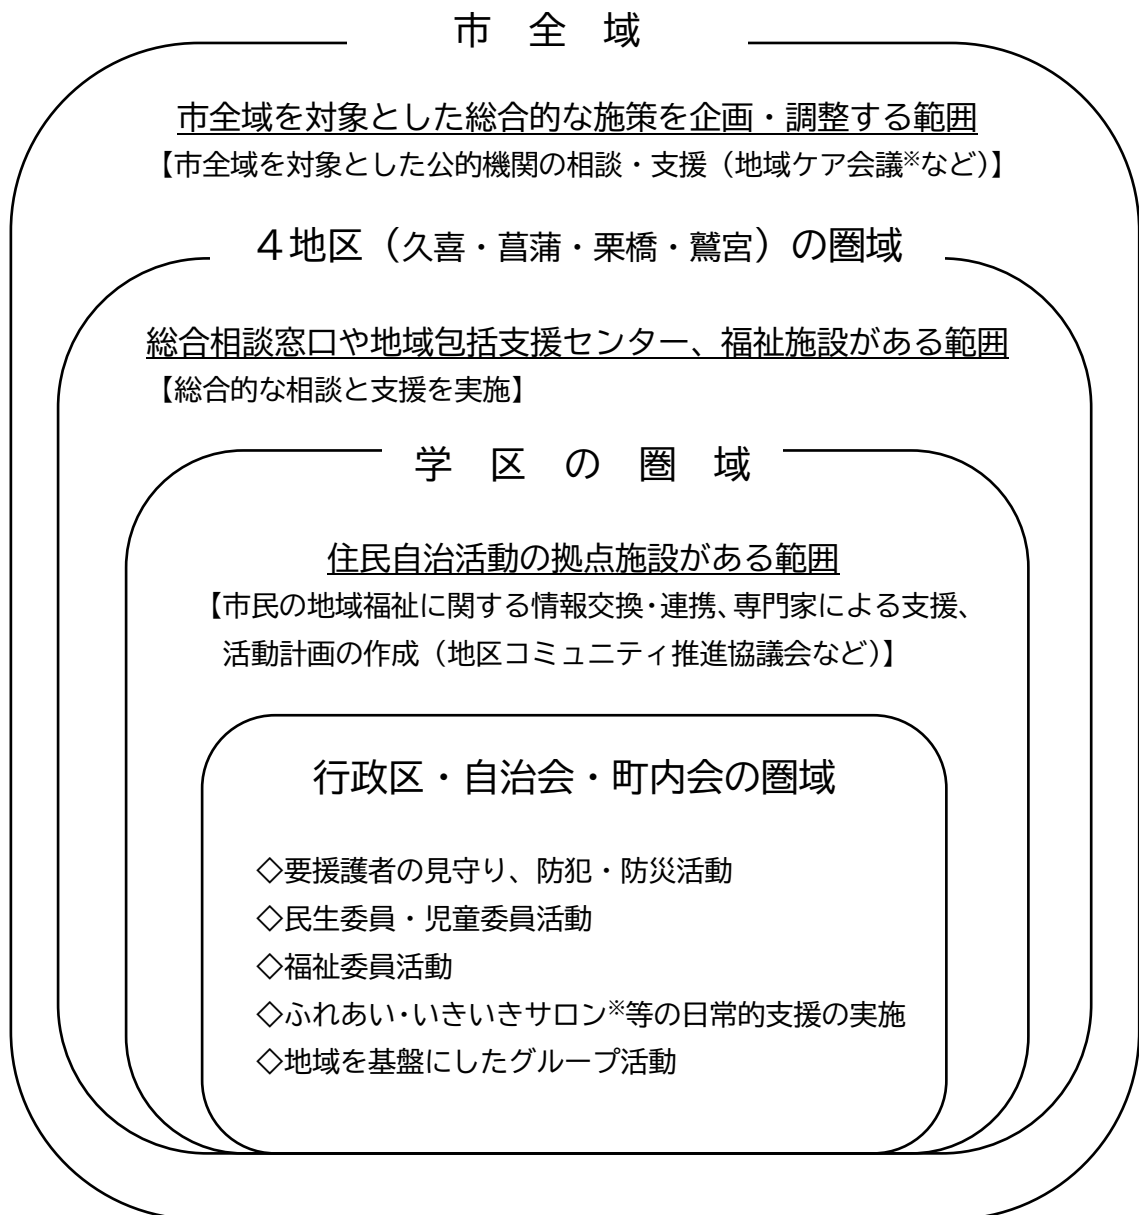 市 全 域
市全域を対象とした総合的な施策を企画・調整する範囲
【市全域を対象とした公的機関の相談・支援（地域ケア会議※など）】
４地区（久喜・菖蒲・栗橋・鷲宮）の圏域
総合相談窓口や地域包括支援センター、福祉施設がある範囲
【総合的な相談と支援を実施】
学 区 の 圏 域
住民自治活動の拠点施設がある範囲
【市民の地域福祉に関する情報交換・連携、専門家による支援、
活動計画の作成（地区コミュニティ推進協議会など）】
行政区・自治会・町内会の圏域
◇要援護者の見守り、防犯・防災活動
◇民生委員・児童委員活動
◇福祉委員活動
◇ふれあい・いきいきサロン※等の日常的支援の実施
◇地域を基盤にしたグループ活動